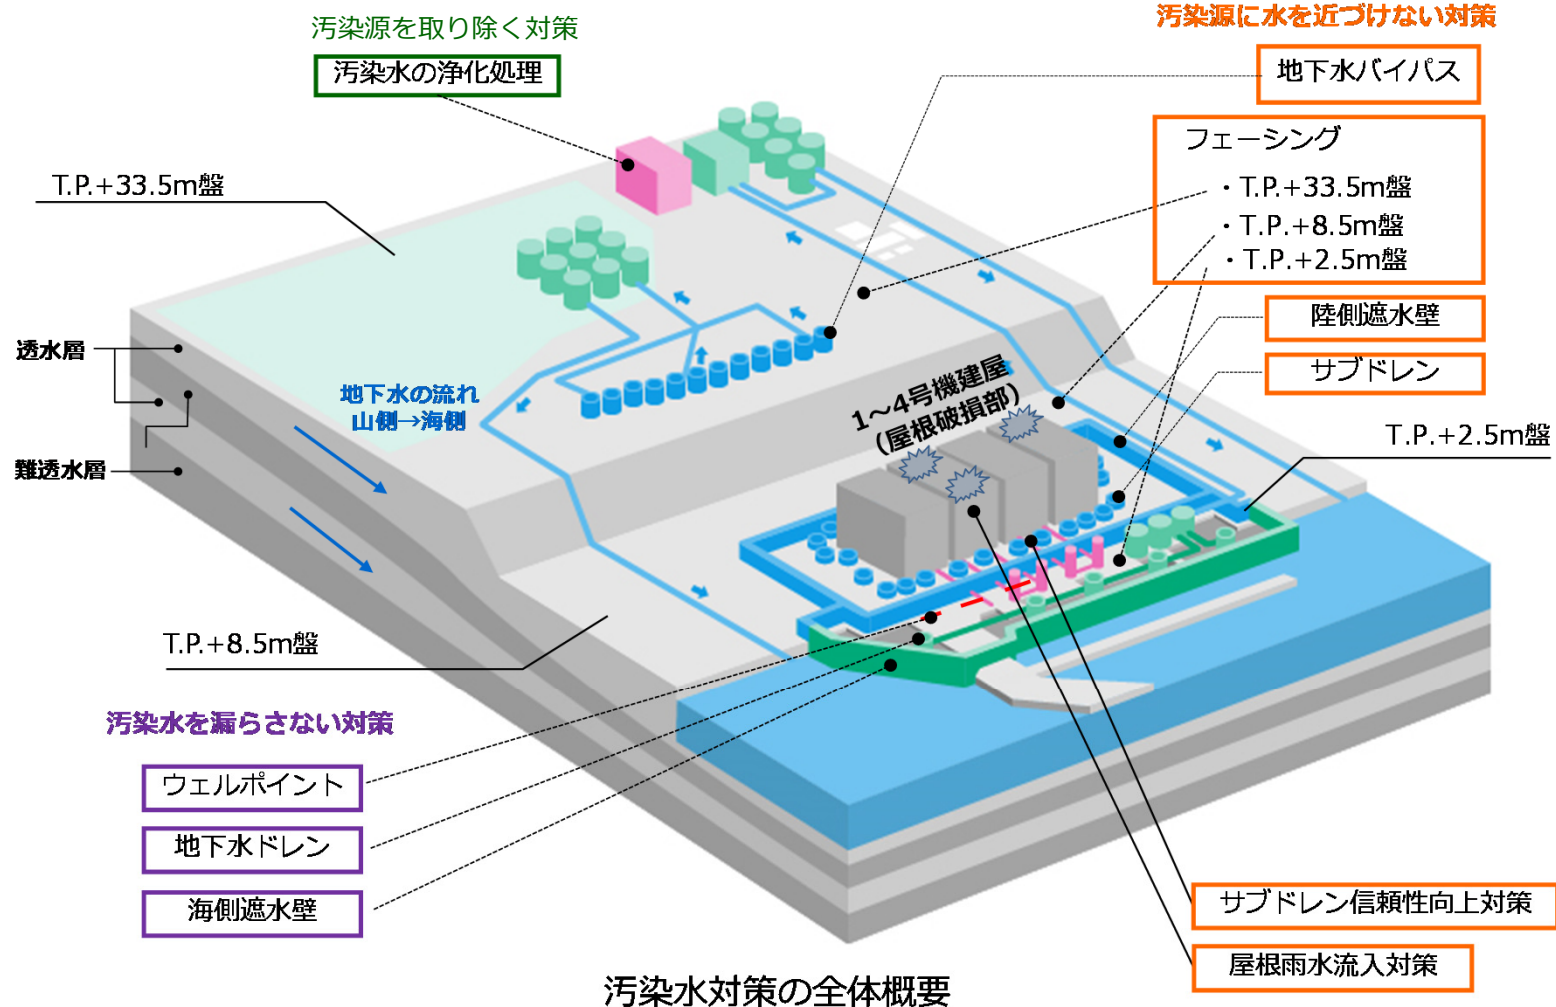 汚染源を取り除く対策
汚染水の浄化処理
汚染源に水を近づけない対策
地下水バイパス
フェーシング
・T.P.+33.5m盤
・T.P.+8.5m盤
・T.P.+2.5m盤
陸側遮水壁
サブドレン
T.P.+33.5m盤
透水層
難透水層
地下水の流れ
山側→海側
1～4号機建屋
（屋根破損部）
T.P.+2.5m盤
T.P.+8.5m盤
汚染水を漏らさない対策
ウェルポイント
地下水ドレン
海側遮水壁
サブドレン信頼性向上対策
屋根雨水流入対策
汚染水対策の全体概要